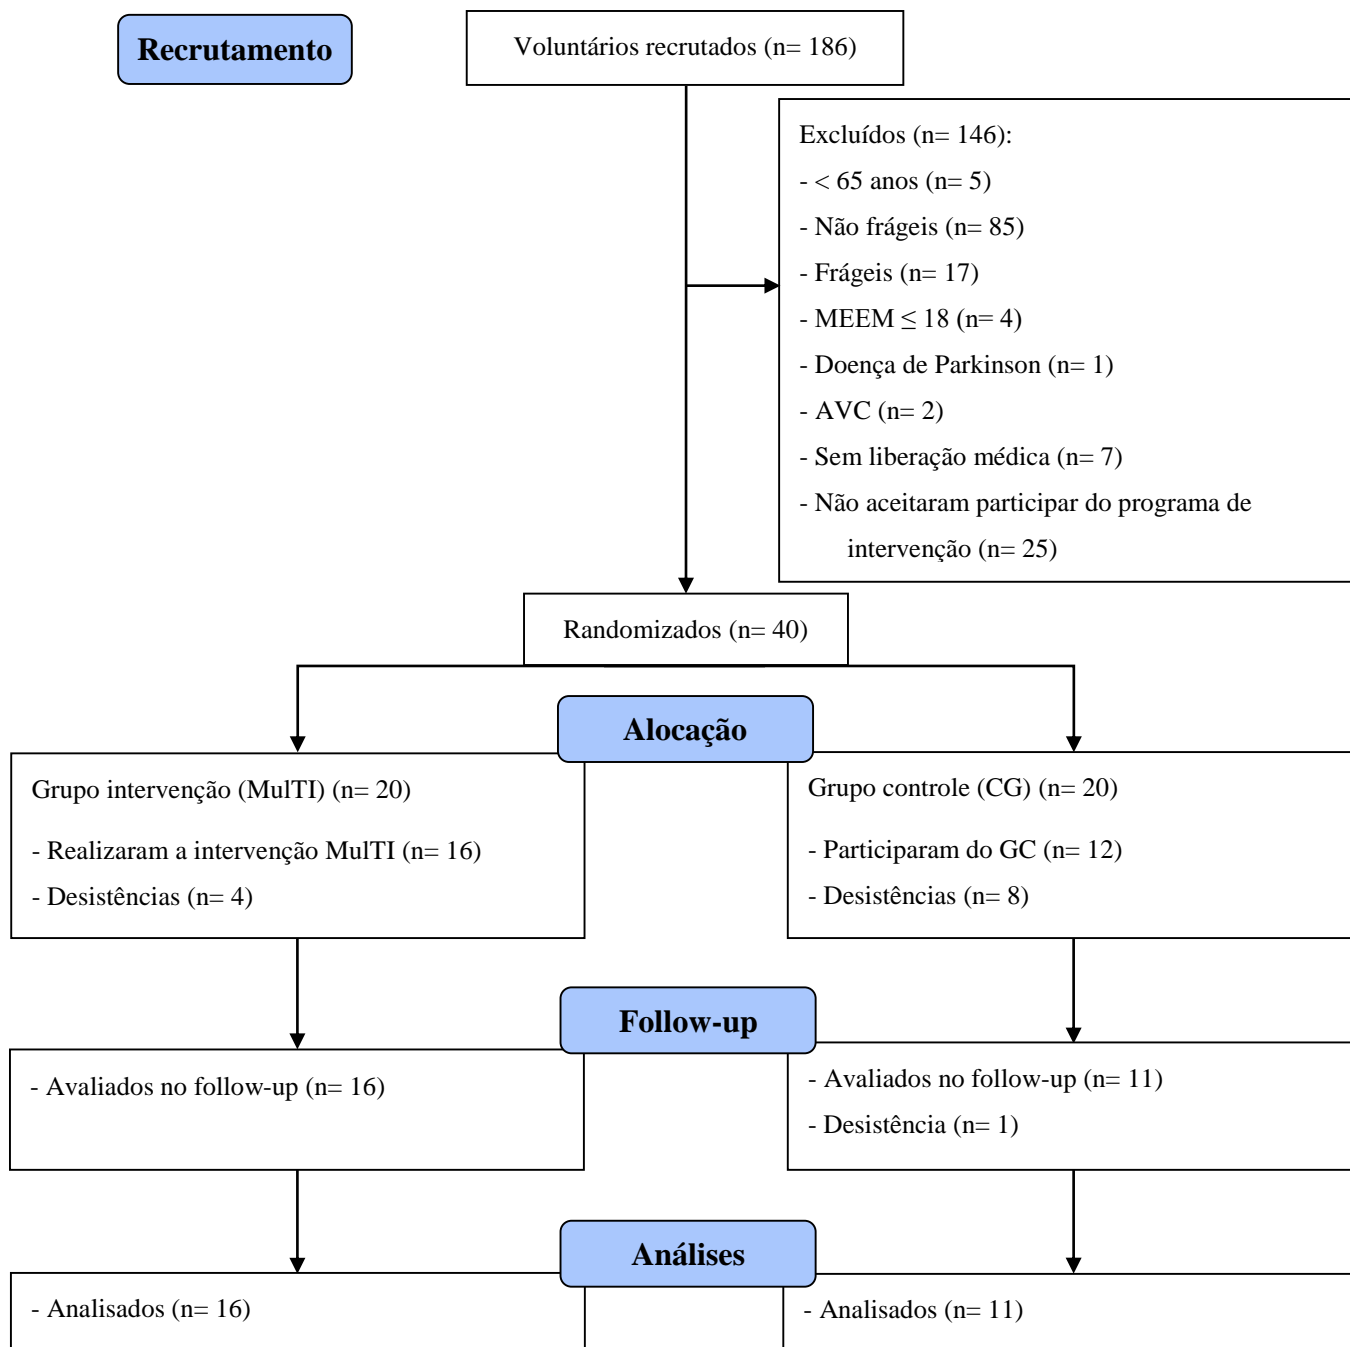 Recrutamento
Voluntários recrutados (n= 186)
Excluídos (n= 146):
- < 65 anos (n= 5)
- Não frágeis (n= 85)
- Frágeis (n= 17)
- MEEM ≤ 18 (n= 4)
- Doença de Parkinson (n= 1)
- AVC (n= 2)
- Sem liberação médica (n= 7)
- Não aceitaram participar do programa de
intervenção (n= 25)
Randomizados (n= 40)
Alocação
Grupo intervenção (MulTI) (n= 20)
- Realizaram a intervenção MulTI (n= 16)
- Desistências (n= 4)
Grupo controle (CG) (n= 20)
- Participaram do GC (n= 12)
- Desistências (n= 8)
Follow-up
- Avaliados no follow-up (n= 16)
- Avaliados no follow-up (n= 11)
- Desistência (n= 1)
Análises
- Analisados (n= 16)
- Analisados (n= 11)